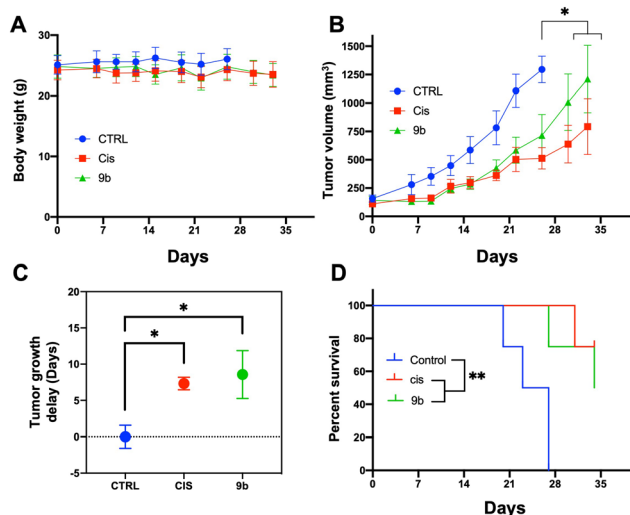 A
30
20
10
0
0
7
14
21
28
35
Body weight (g)
Days
CTRL
Cis
9b
B
*
1500
1250
1000
750
500
250
0
0
7
14
21
28
35
Tumor volume (mm3)
Days
CTRL
Cis
9b
C
20
15
10
5
0
-5
Tumor growth
delay (Days)
*
*
CTRL
CIS
9b
D
100
80
60
40
20
0
0
7
14
21
28
35
Percent survival
Days
Control
cis
9b
**